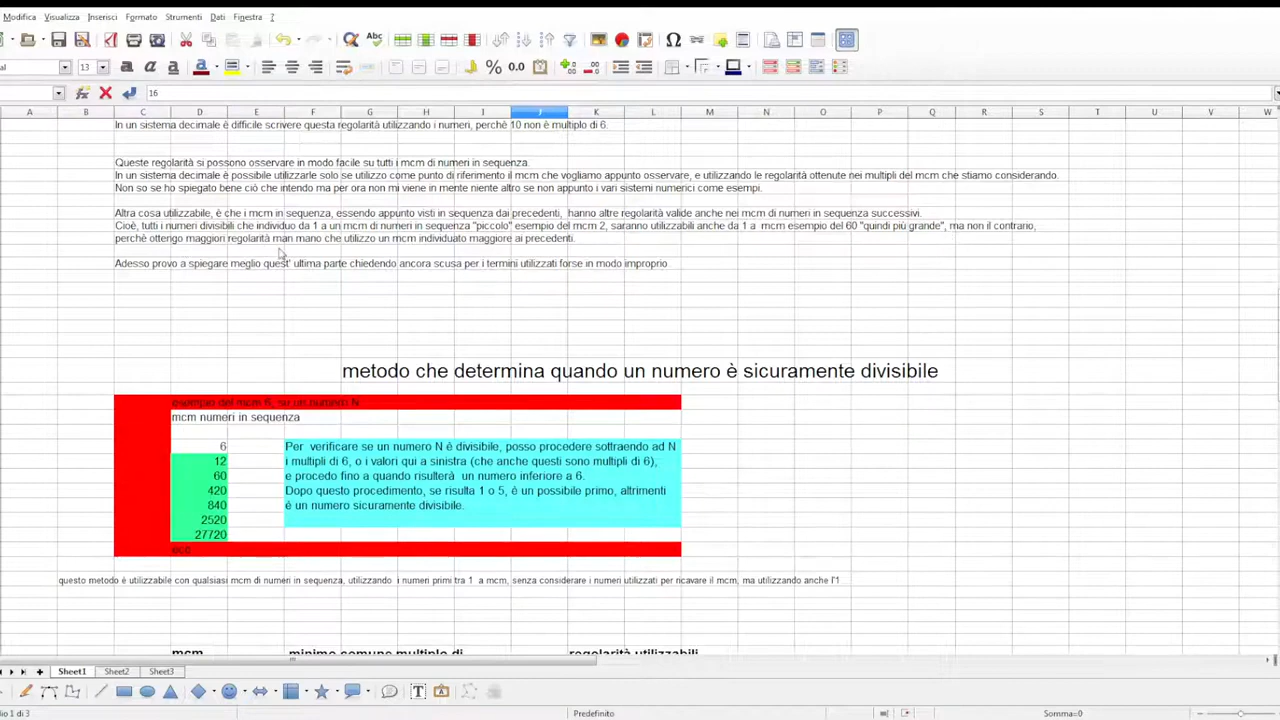 Modifica Visualizza Inserisci Formato Strumenti Dati Finestra ?
13
16
A B C D E F G H I J K L M N O P Q R S T U V W
In un sistema decimale è difficile scrivere questa regolarità utilizzando i numeri, perchè 10 non è multiplo di 6.
Queste regolarità si possono osservare in modo facile su tutti i mcm di numeri in sequenza.
In un sistema decimale è possibile utilizzarle solo se utilizzo come punto di riferimento il mcm che vogliamo appunto osservare, e utilizzando le regolarità ottenute nei multipli del mcm che stiamo considerando.
Non so se ho spiegato bene ciò che intendo ma per ora non mi viene in mente niente altro se non appunto i vari sistemi numerici come esempi.
Altra cosa utilizzabile, è che i mcm in sequenza, essendo appunto visti in sequenza dai precedenti, hanno altre regolarità valide anche nei mcm di numeri in sequenza successivi.
Cioè, tutti i numeri divisibili che individuo da 1 a un mcm di numeri in sequenza "piccolo" esempio del mcm 2, saranno utilizzabili anche da 1 a mcm esempio del 60 "quindi più grande", ma non il contrario,
perchè ottengo maggiori regolarità man mano che utilizzo un mcm individuato maggiore ai precedenti.
Adesso provo a spiegare meglio quest' ultima parte chiedendo ancora scusa per i termini utilizzati forse in modo improprio
metodo che determina quando un numero è sicuramente divisibile
esempio del mcm 6, su un numero N
mcm numeri in sequenza
6
12
60
420
840
2520
27720
ecc
Per verificare se un numero N è divisibile, posso procedere sottraendo ad N
i multipli di 6, o i valori qui a sinistra (che anche questi sono multipli di 6),
e procedo fino a quando risulterà un numero inferiore a 6.
Dopo questo procedimento, se risulta 1 o 5, è un possibile primo, altrimenti
è un numero sicuramente divisibile.
questo metodo è utilizzabile con qualsiasi mcm di numeri in sequenza, utilizzando i numeri primi tra 1 a mcm, senza considerare i numeri utilizzati per ricavare il mcm, ma utilizzando anche l'1
mcm minimo comune multiplo di regolarità utilizzabili
Sheet1 Sheet2 Sheet3
Predefinito Somma=0